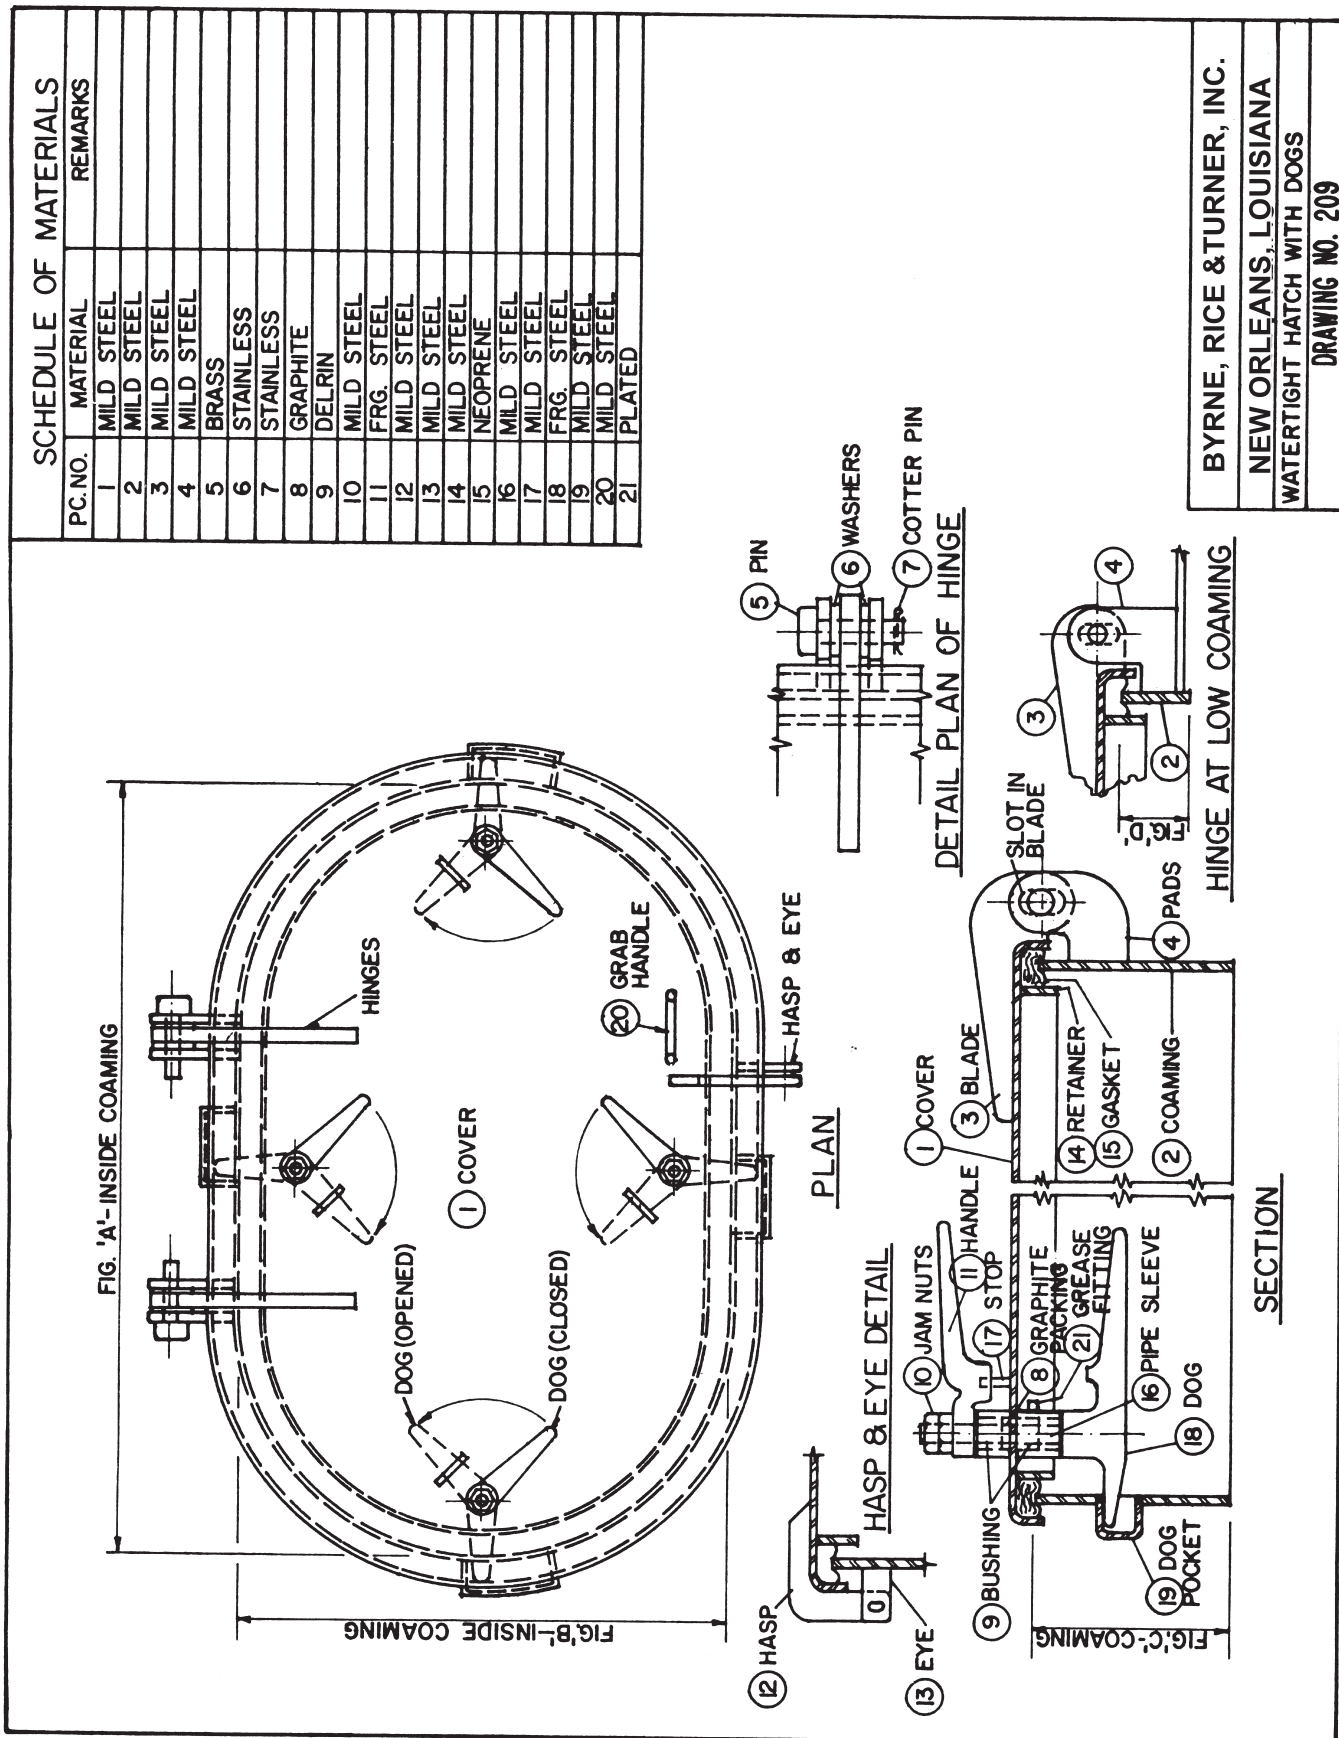 SCHEDULE OF MATERIALS
PC. NO. MATERIAL REMARKS
1 MILD STEEL
2 MILD STEEL
3 MILD STEEL
4 MILD STEEL
5 BRASS
6 STAINLESS
7 STAINLESS
8 GRAPHITE
9 DELRIN
10 MILD STEEL
11 FRG. STEEL
12 MILD STEEL
13 MILD STEEL
14 MILD STEEL
15 NEOPRENE
16 MILD STEEL
17 MILD STEEL
18 FRG. STEEL
19 MILD STEEL
20 MILD STEEL
21 PLATED
FIG. 'A'-INSIDE COAMING
FIG.'B'-INSIDE COAMING
HINGES
DOG (OPENED)
DOG (CLOSED)
1 COVER
20 GRAB
HANDLE
HASP & EYE
PLAN
5 PIN
6 WASHERS
7 COTTER PIN
DETAIL PLAN OF HINGE
12 HASP
13 EYE
HASP & EYE DETAIL
10 JAM NUTS
11 HANDLE
17 STOP
8 GRAPHITE
PACKING
21 GREASE
FITTING
16 PIPE SLEEVE
18 DOG
9 BUSHING
19 DOG
POCKET
FIG.'C'-COAMING
1 COVER
3 BLADE
14 RETAINER
15 GASKET
2 COAMING
4 PADS
SLOT IN
BLADE
SECTION
3
4
2
FIG.'D'
HINGE AT LOW COAMING
BYRNE, RICE & TURNER, INC.
NEW ORLEANS, LOUISIANA
WATERTIGHT HATCH WITH DOGS
DRAWING NO. 209